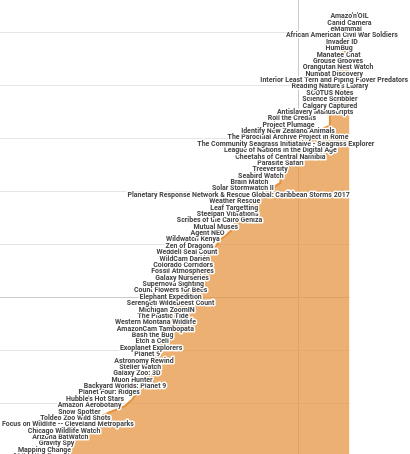 Amazon'OIL
Canid Camera
eMammal
African American Civil War Soldiers
Invader ID
HumBug
Manatee Chat
Grouse Grooves
Orangutan Nest Watch
Numbat Discovery
Interior Least Tern and Piping Plover Predators
Reading Nature's Library
SCOTUS Notes
Science Scribbler
Calgary Captured
Antislavery Manuscripts
Roll the Credits
Project Plumage
Identify New Zealand Animals
The Parochial Archive Project in Rome
The Community Seagrass Initiative - Seagrass Explorer
League of Nations in the Digital Age
Cheetahs of Central Namibia
Parasite Safari
Treeversity
Seabird Watch
Brain Match
Solar Stormwatch II
Planetary Response Network & Rescue Global: Caribbean Storms 2017
Weather Rescue
Leaf Targetting
Steelpan Vibrations
Scribes of the Cairo Geniza
Mutual Muses
Agent NEO
Wildwatch Kenya
Zen of Dragons
Weddell Seal Count
WildCam Darien
Colorado Corridors
Fossil Atmospheres
Galaxy Nurseries
Supernova Sighting
Count Flowers for Bees
Elephant Expedition
Serengeti Wildebeest Count
Michigan ZoomIN
The Plastic Tide
Western Montana Wildlife
AmazonCam Tambopata
Bash the Bug
Etch a Cell
Exoplanet Explorers
Planet 9
Astronomy Rewind
Steller Watch
Galaxy Zoo: 3D
Muon Hunter
Backyard Worlds: Planet 9
Planet Four: Ridges
Hubble's Hot Stars
Amazon Aerobotany
Snow Spotter
Toledo Zoo Wild Shots
Focus on Wildlife -- Cleveland Metroparks
Chicago Wildlife Watch
Arizona BatWatch
Gravity Spy
Mapping Change